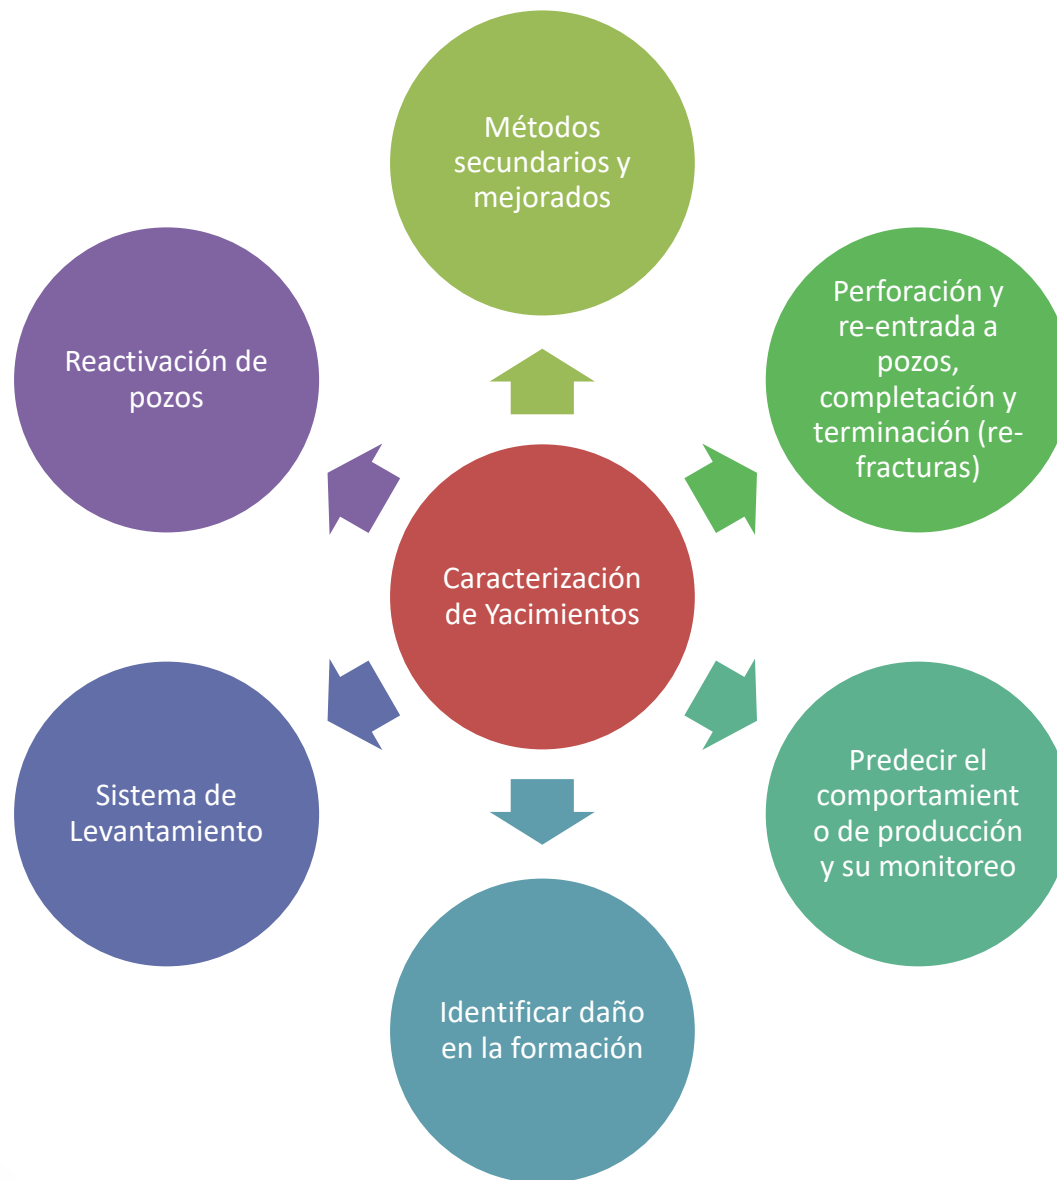 Métodos
secundarios y
mejorados
Perforación y
re-entrada a
pozos,
completación y
terminación (re-
fracturas)
Reactivación de
pozos
Caracterización
de Yacimientos
Sistema de
Levantamiento
Predecir el
comportamient
o de producción
y su monitoreo
Identificar daño
en la formación